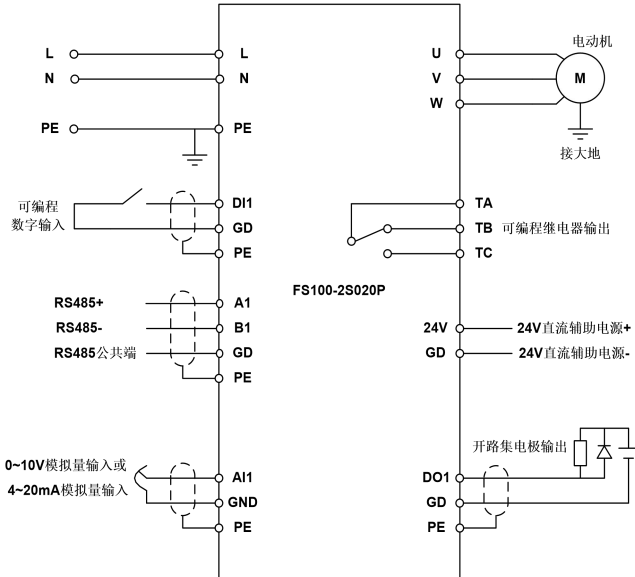 L L U 电动机
N N V M
W
PE PE
接大地
可编程 DI1 TA
数字输入 GD TB 可编程继电器输出
PE TC
FS100-2S020P
RS485+ A1
RS485- B1 24V 24V直流辅助电源+
RS485公共端 GD GD 24V直流辅助电源-
PE
开路集电极输出
0~10V模拟量输入或
AI1 DO1
4~20mA模拟量输入
GND GD
PE PE